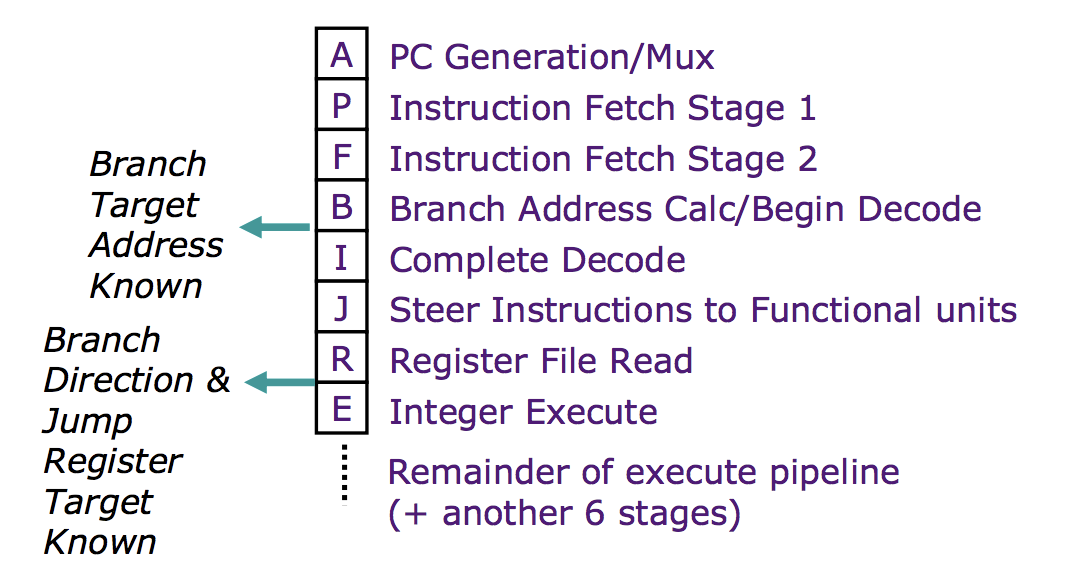 A PC Generation/Mux
P Instruction Fetch Stage 1
F Instruction Fetch Stage 2
B Branch Address Calc/Begin Decode
I Complete Decode
J Steer Instructions to Functional units
R Register File Read
E Integer Execute
Remainder of execute pipeline
(+ another 6 stages)
Branch
Target
Address
Known
Branch
Direction &
Jump
Register
Target
Known